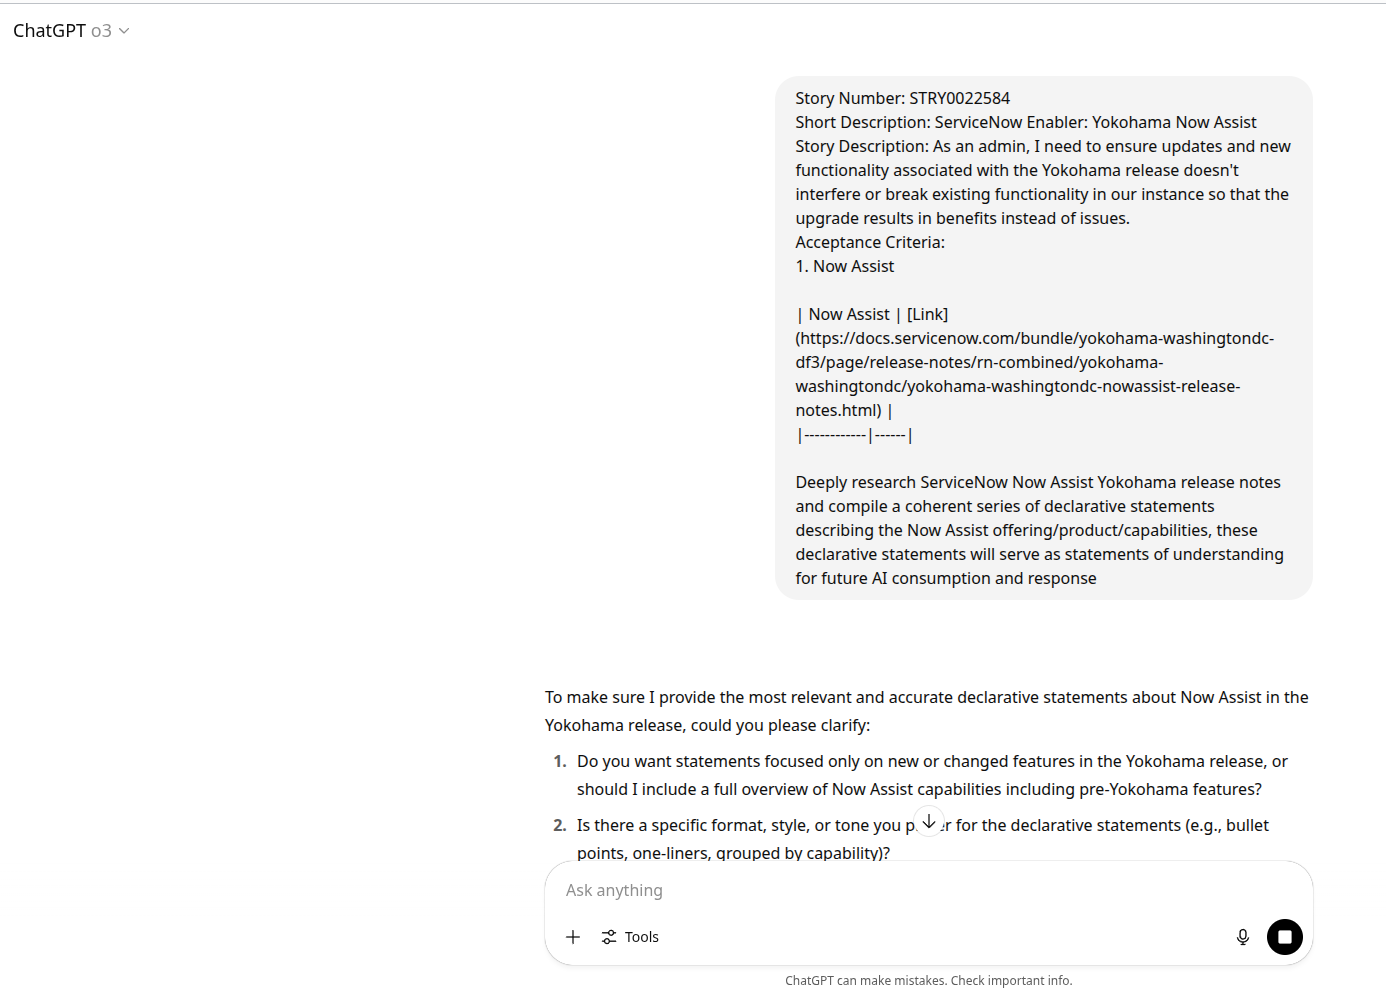 ChatGPT o3
Story Number: STRY0022584
Short Description: ServiceNow Enabler: Yokohama Now Assist
Story Description: As an admin, I need to ensure updates and new
functionality associated with the Yokohama release doesn't
interfere or break existing functionality in our instance so that the
upgrade results in benefits instead of issues.
Acceptance Criteria:
1. Now Assist
| Now Assist | [Link]
(https://docs.servicenow.com/bundle/yokohama-washingtondc-
df3/page/release-notes/rn-combined/yokohama-
washingtondc/yokohama-washingtondc-nowassist-release-
notes.html) |
|------------|------|
Deeply research ServiceNow Now Assist Yokohama release notes
and compile a coherent series of declarative statements
describing the Now Assist offering/product/capabilities, these
declarative statements will serve as statements of understanding
for future AI consumption and response
To make sure I provide the most relevant and accurate declarative statements about Now Assist in the
Yokohama release, could you please clarify:
1. Do you want statements focused only on new or changed features in the Yokohama release, or
should I include a full overview of Now Assist capabilities including pre-Yokohama features?
2. Is there a specific format, style, or tone you for the declarative statements (e.g., bullet
points, one-liners, grouped by capability)?
Ask anything
Tools
ChatGPT can make mistakes. Check important info.